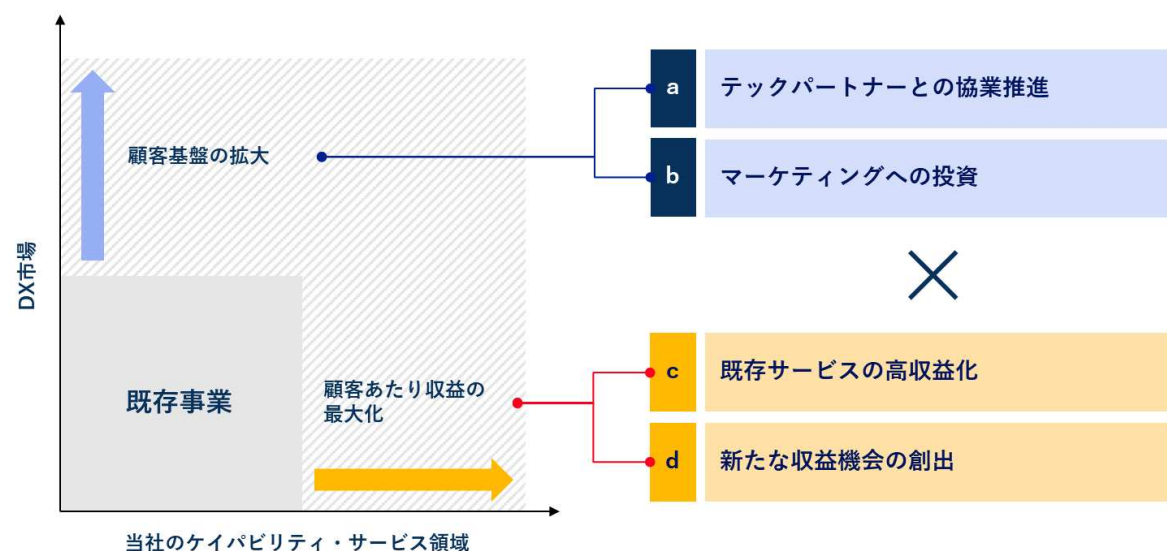 DX市場
顧客基盤の拡大
既存事業
顧客あたり収益の
最大化
当社のケイパビリティ・サービス領域
a
テックパートナーとの協業推進
b
マーケティングへの投資
c
既存サービスの高収益化
d
新たな収益機会の創出